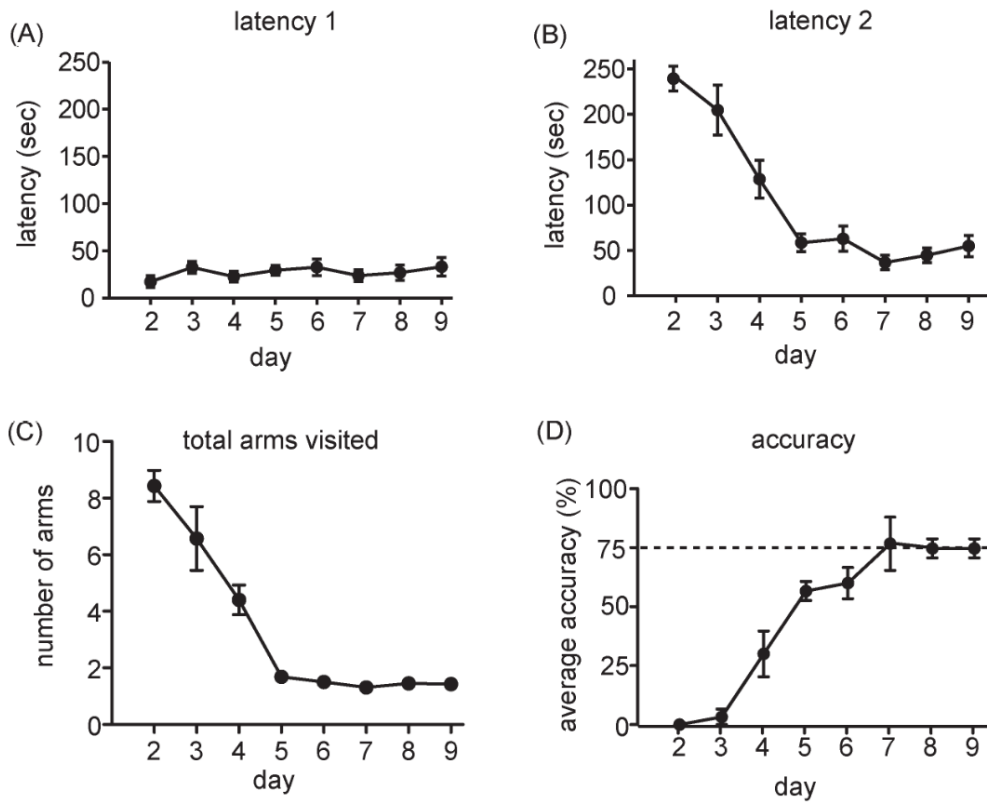 (A) latency 1
latency (sec)
250
200
150
100
50
0
2 3 4 5 6 7 8 9
day
(B) latency 2
latency (sec)
250
200
150
100
50
0
2 3 4 5 6 7 8 9
day
(C) total arms visited
number of arms
10
8
6
4
2
0
2 3 4 5 6 7 8 9
day
(D) accuracy
average accuracy (%)
100
75
50
25
0
2 3 4 5 6 7 8 9
day